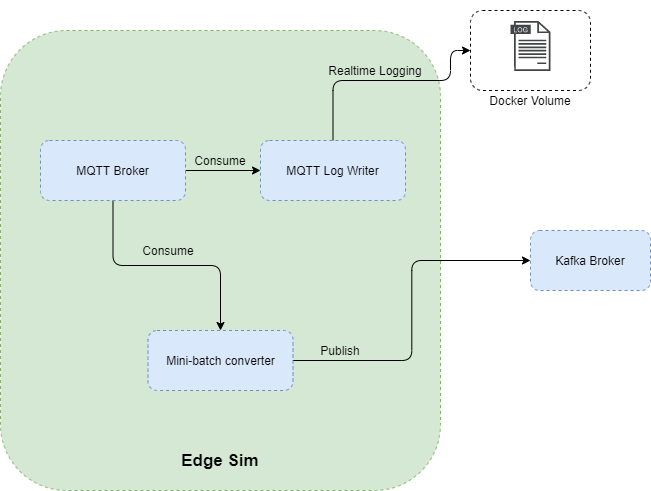 LOG
Realtime Logging
Docker Volume
MQTT Broker
Consume
MQTT Log Writer
Consume
Kafka Broker
Mini-batch converter
Publish
Edge Sim